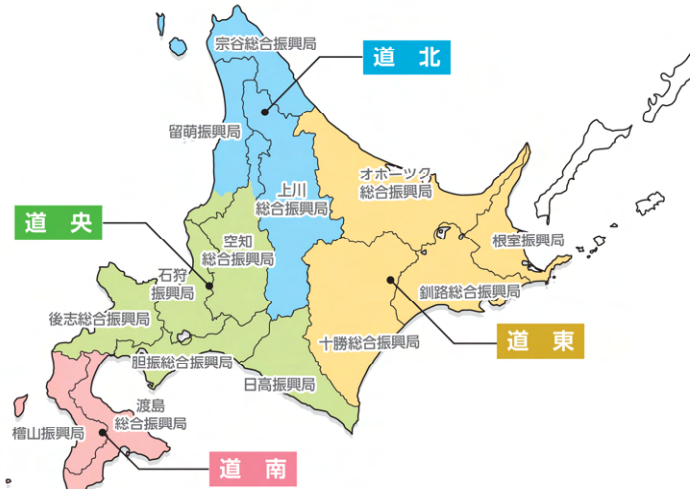 宗谷総合振興局
道 北
留萌振興局
オホーツク
総合振興局
上川
総合振興局
道 央
空知
総合振興局
根室振興局
石狩
振興局
釧路総合振興局
後志総合振興局
十勝総合振興局
道 東
胆振総合振興局
日高振興局
渡島
総合振興局
檜山振興局
道 南